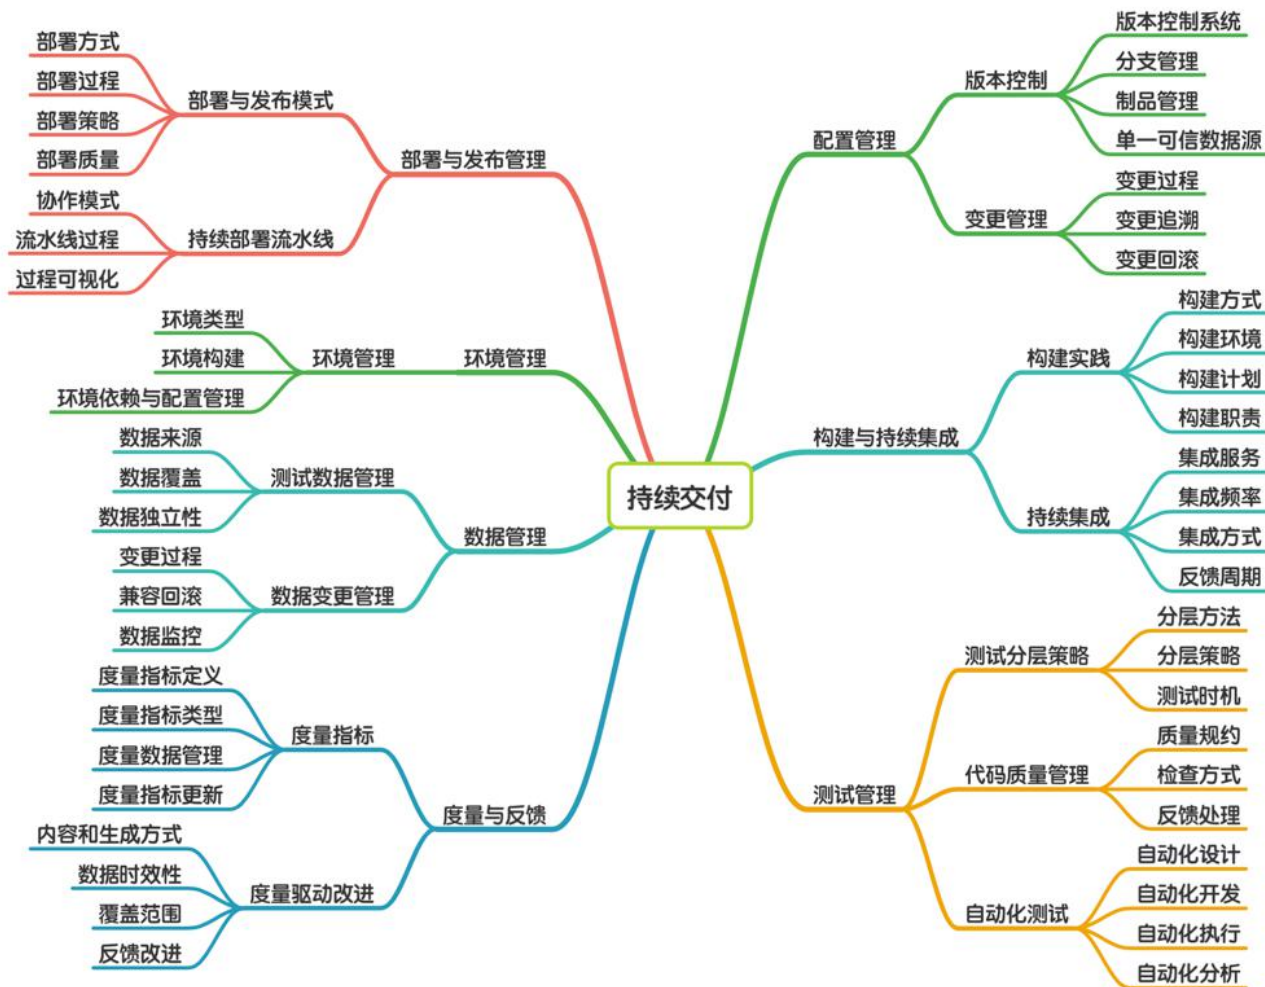 持续交付
配置管理
版本控制
版本控制系统
分支管理
制品管理
单一可信数据源
变更管理
变更过程
变更追溯
变更回滚
构建与持续集成
构建实践
构建方式
构建环境
构建计划
构建职责
持续集成
集成服务
集成频率
集成方式
反馈周期
测试管理
测试分层策略
分层方法
分层策略
测试时机
代码质量管理
质量规约
检查方式
反馈处理
自动化测试
自动化设计
自动化开发
自动化执行
自动化分析
部署与发布管理
部署与发布模式
部署方式
部署过程
部署策略
部署质量
持续部署流水线
协作模式
流水线过程
过程可视化
环境管理
环境管理
环境类型
环境构建
环境依赖与配置管理
数据管理
测试数据管理
数据来源
数据覆盖
数据独立性
数据变更管理
变更过程
兼容回滚
数据监控
度量与反馈
度量指标
度量指标定义
度量指标类型
度量数据管理
度量指标更新
度量驱动改进
内容和生成方式
数据时效性
覆盖范围
反馈改进